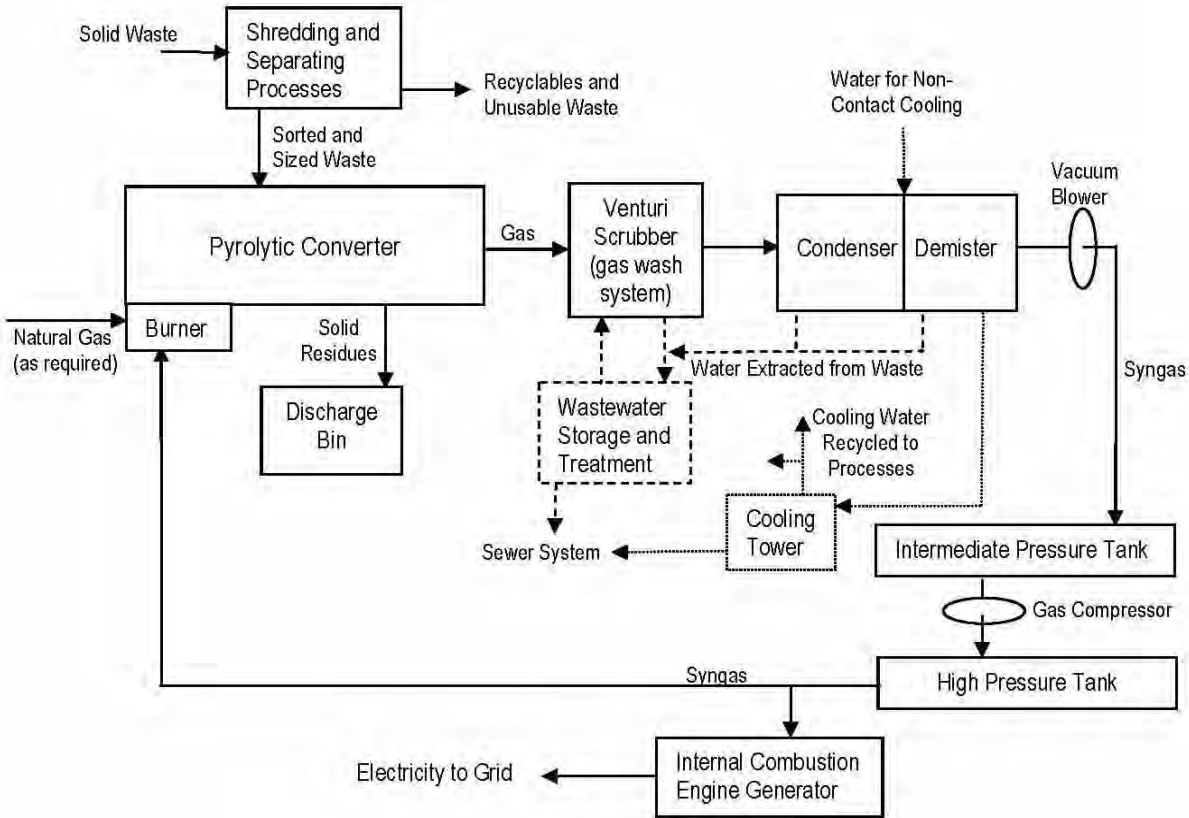 Solid Waste
Shredding and
Separating
Processes
Recyclables and
Unusable Waste
Water for Non-
Contact Cooling
Sorted and
Sized Waste
Vacuum
Blower
Pyrolytic Converter
Gas
Venturi
Scrubber
(gas wash
system)
Condenser
Demister
Natural Gas
(as required)
Burner
Solid
Residues
Water Extracted from Waste
Syngas
Discharge
Bin
Wastewater
Storage and
Treatment
Cooling Water
Recycled to
Processes
Sewer System
Cooling
Tower
Intermediate Pressure Tank
Gas Compressor
Syngas
High Pressure Tank
Electricity to Grid
Internal Combustion
Engine Generator